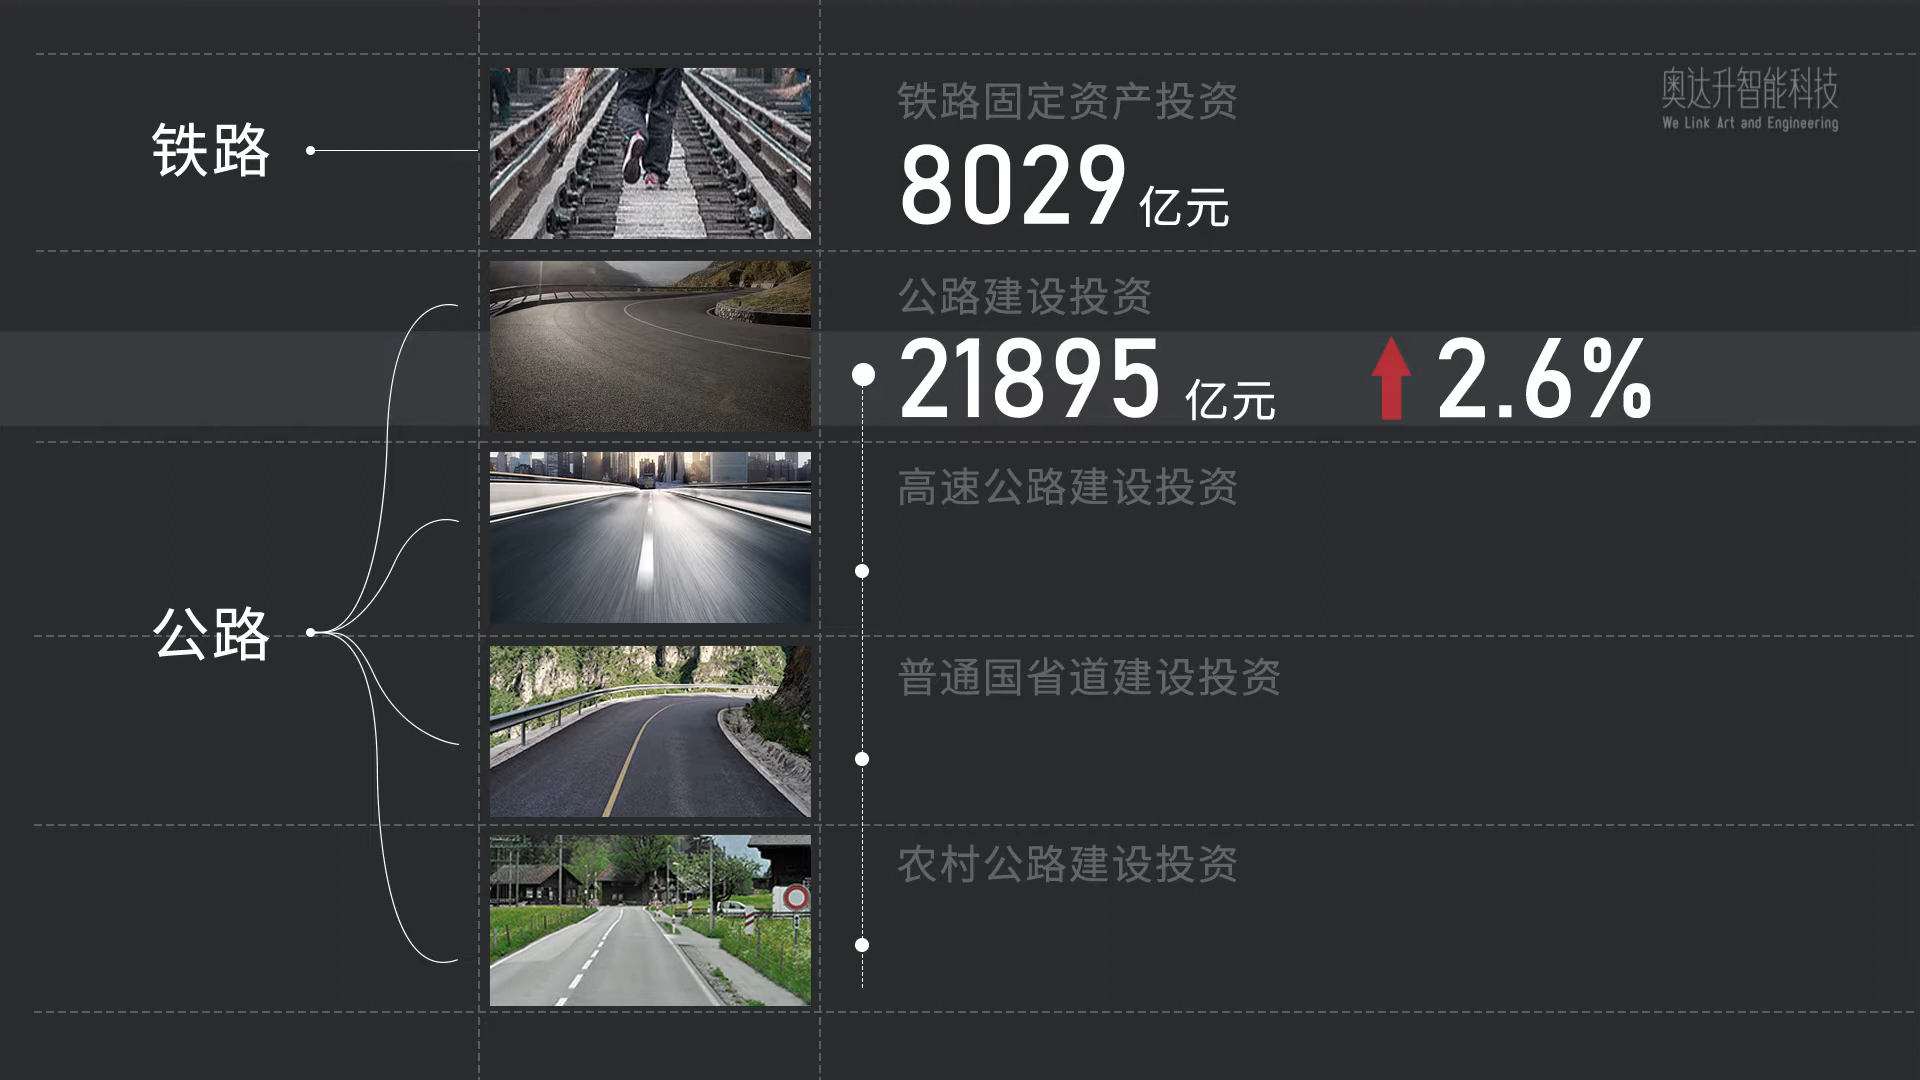 铁路
铁路固定资产投资
8029 亿元
奥达升智能科技
We Link Art and Engineering
公路建设投资
21895 亿元 2.6%
高速公路建设投资
公路
普通国省道建设投资
农村公路建设投资